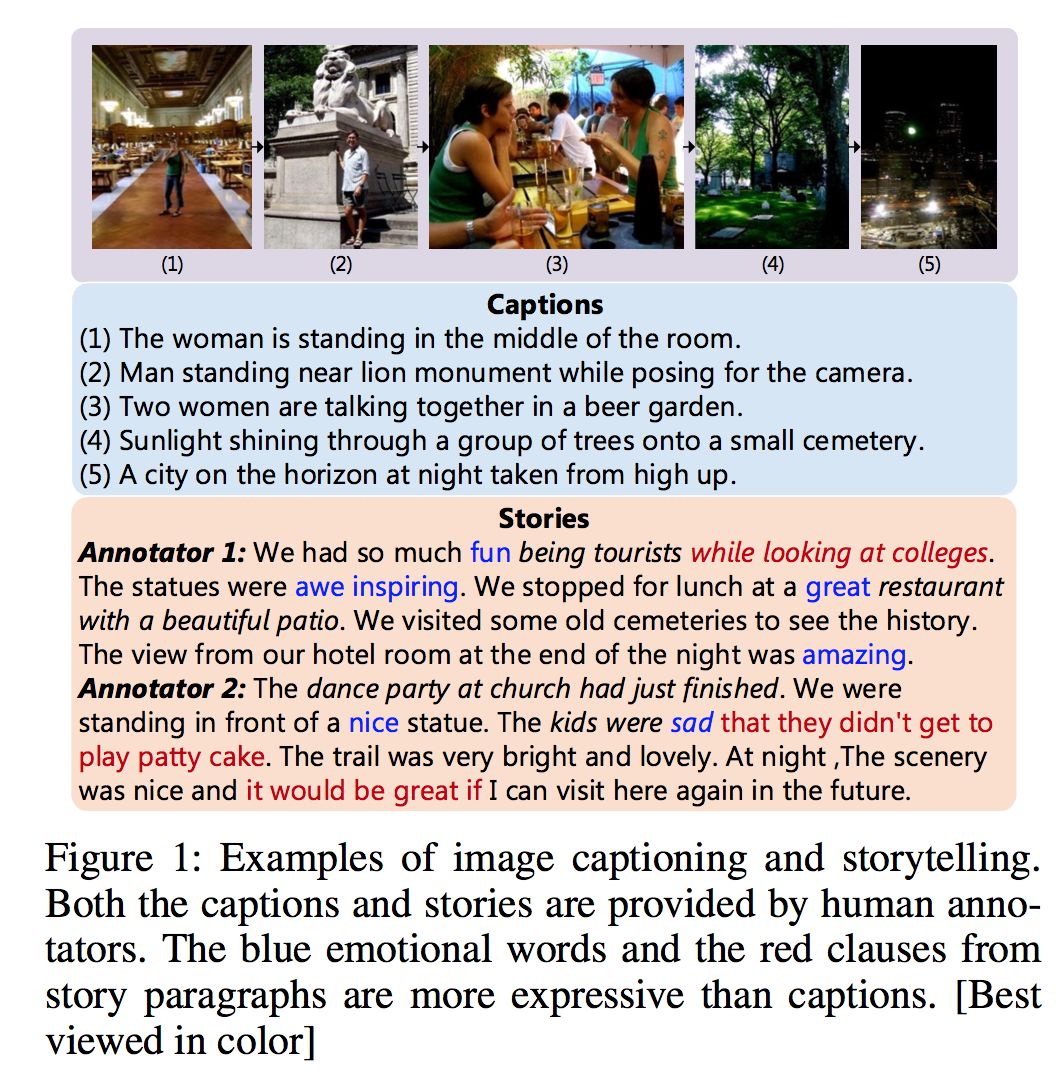 (1)
(2)
(3)
(4)
(5)
Captions
(1) The woman is standing in the middle of the room.
(2) Man standing near lion monument while posing for the camera.
(3) Two women are talking together in a beer garden.
(4) Sunlight shining through a group of trees onto a small cemetery.
(5) A city on the horizon at night taken from high up.
Stories
Annotator 1: We had so much fun being tourists while looking at colleges.
The statues were awe inspiring. We stopped for lunch at a great restaurant
with a beautiful patio. We visited some old cemeteries to see the history.
The view from our hotel room at the end of the night was amazing.
Annotator 2: The dance party at church had just finished. We were
standing in front of a nice statue. The kids were sad that they didn't get to
play patty cake. The trail was very bright and lovely. At night ,The scenery
was nice and it would be great if I can visit here again in the future.
Figure 1: Examples of image captioning and storytelling.
Both the captions and stories are provided by human anno-
tators. The blue emotional words and the red clauses from
story paragraphs are more expressive than captions. [Best
viewed in color]